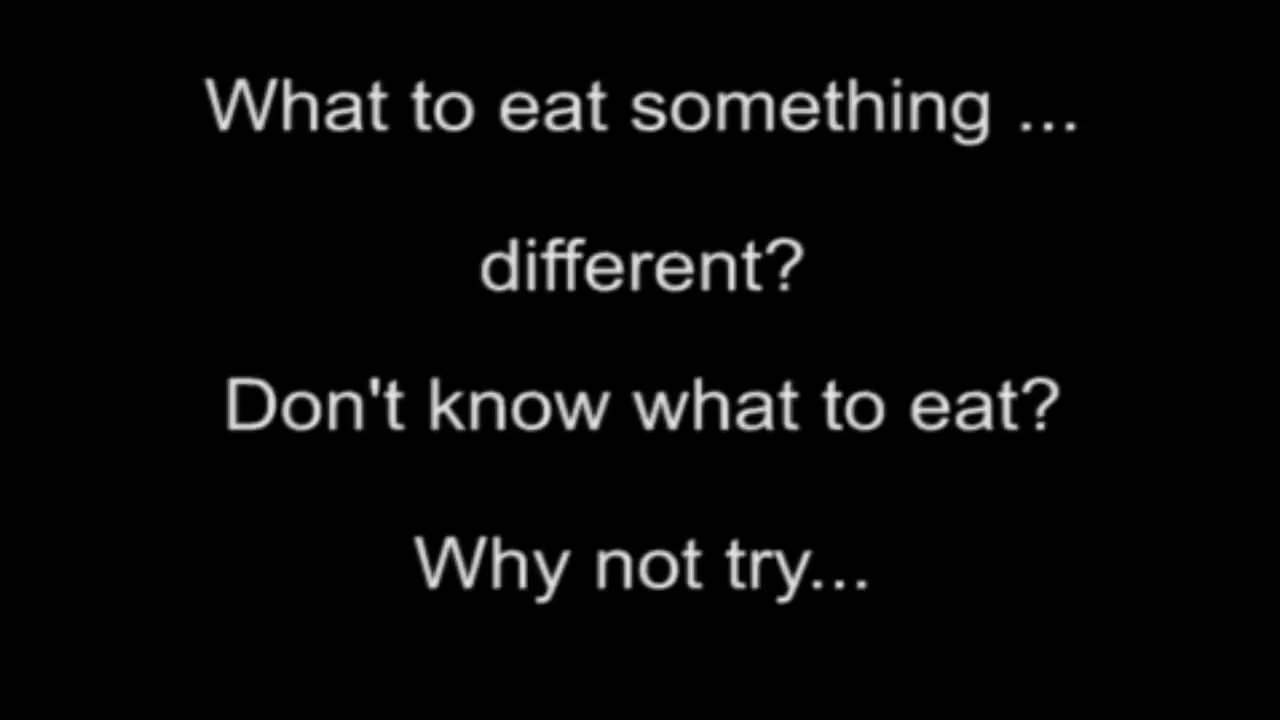 What to eat something ...
different?
Don't know what to eat?
Why not try...